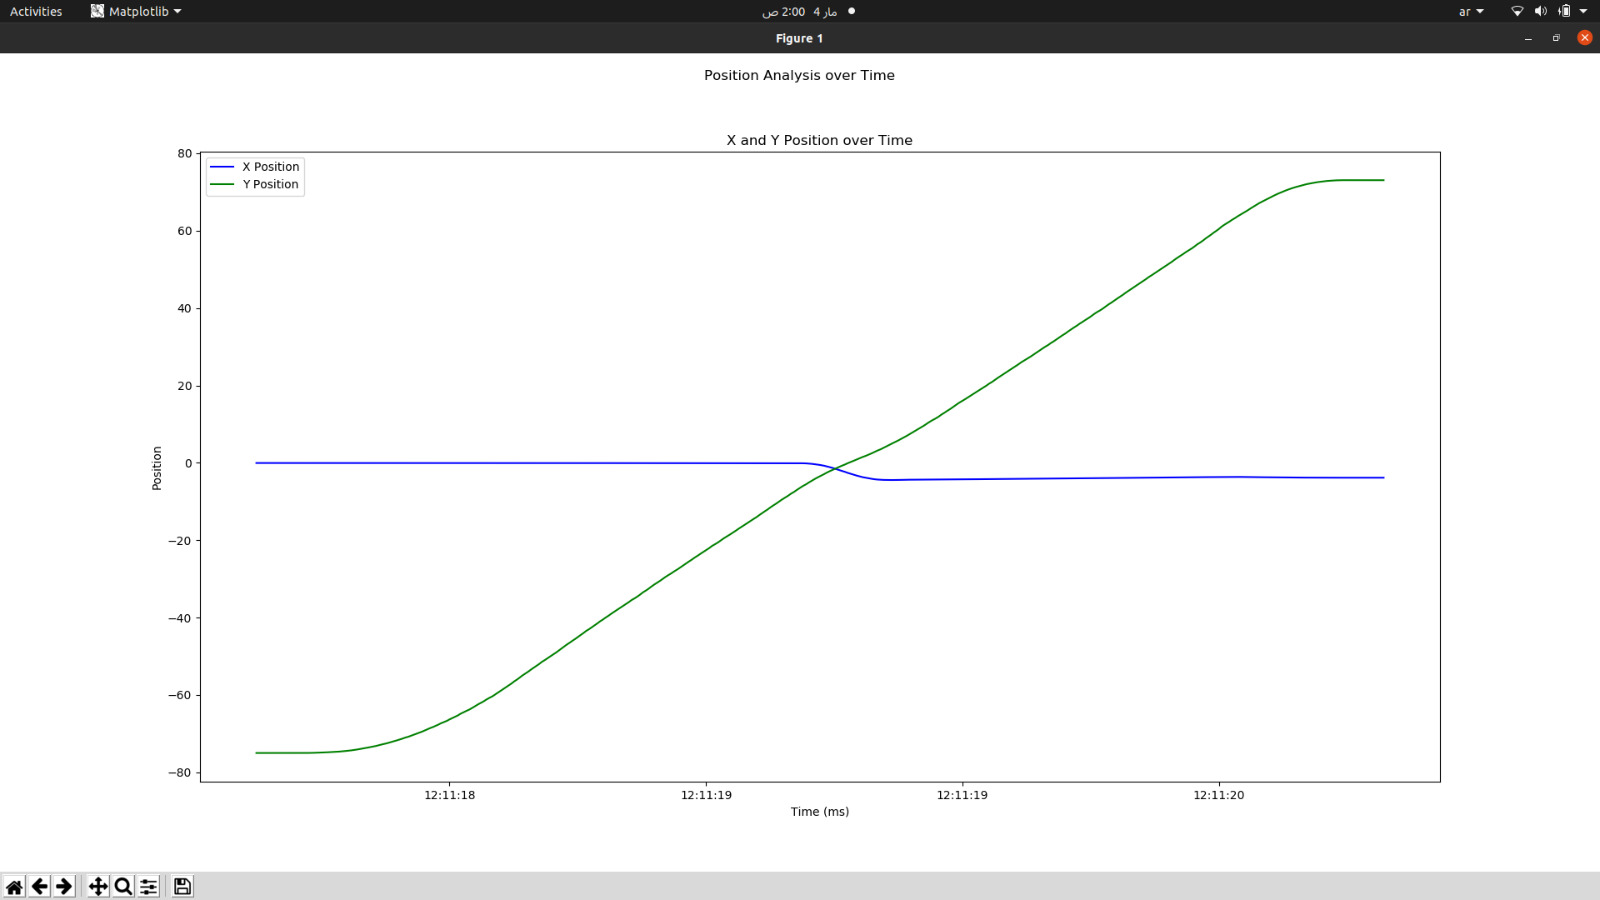 Activities Matplotlib مار 4 2:00 ص ar
Figure 1
Position Analysis over Time
X and Y Position over Time
X Position
Y Position
80
60
40
20
0
−20
−40
−60
−80
Position
12:11:18 12:11:19 12:11:19 12:11:20
Time (ms)